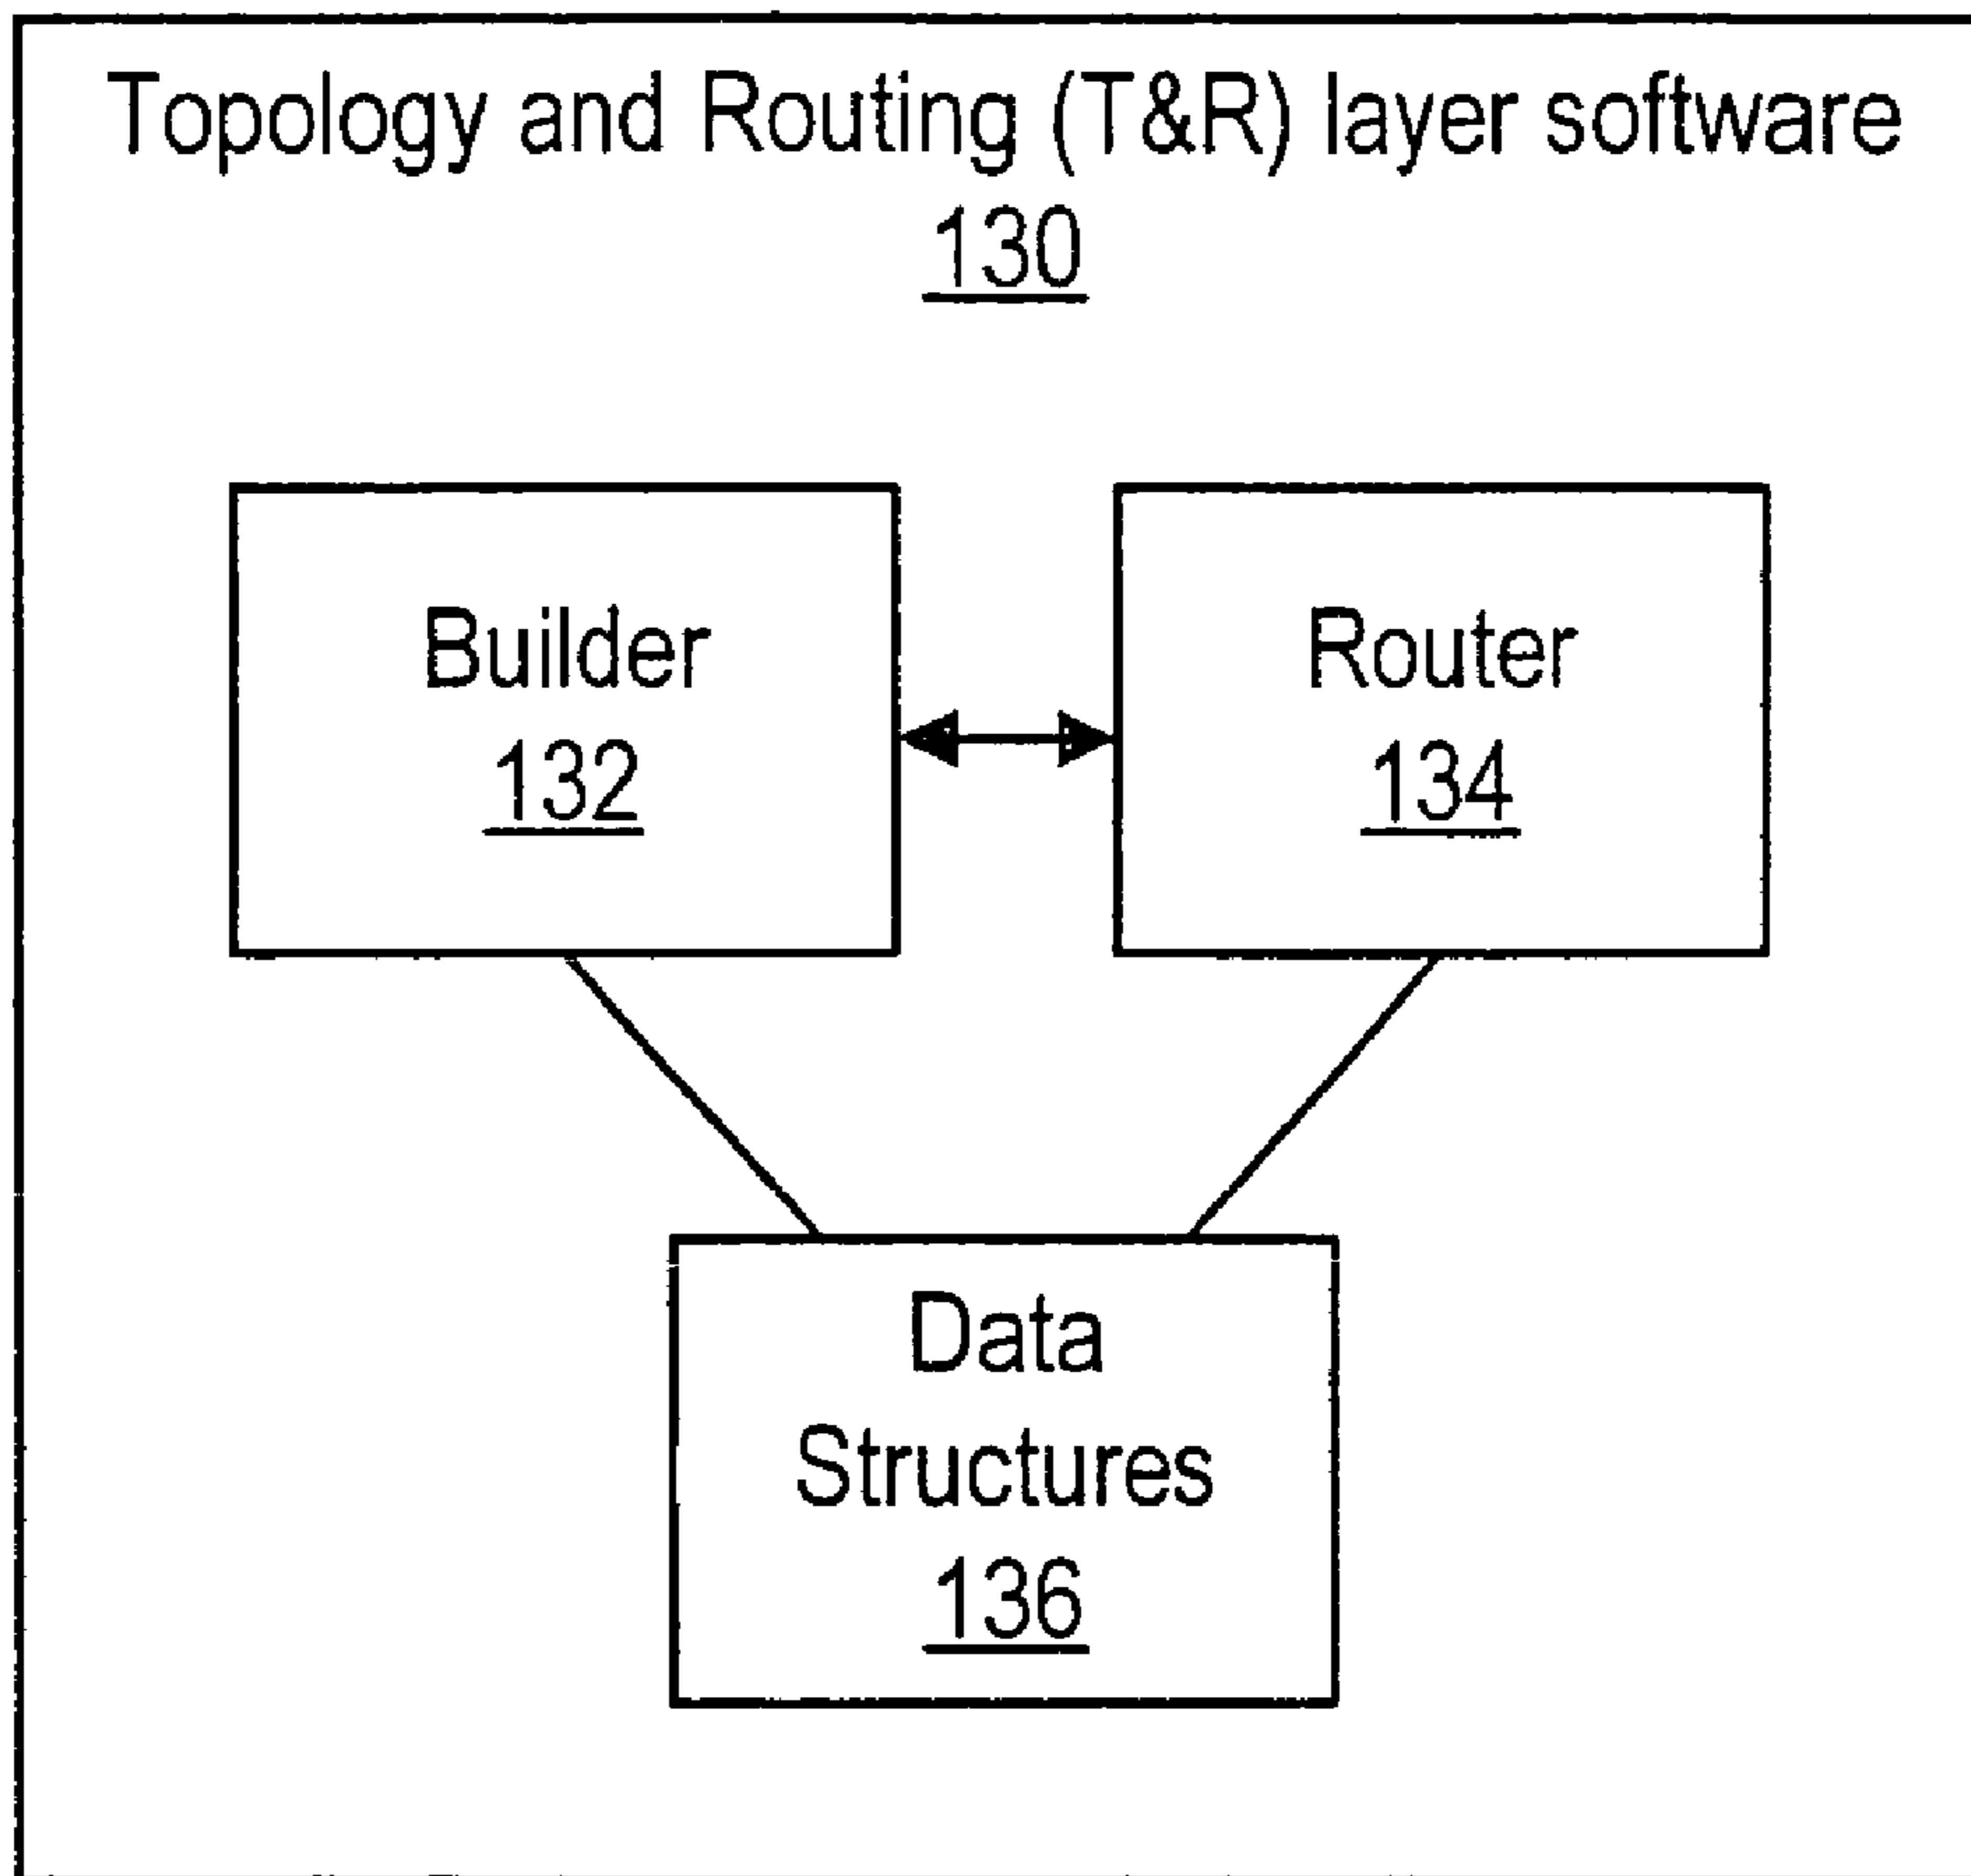 Topology and Routing (T&R) layer software
130
Builder
132
Router
134
Data
Structures
136